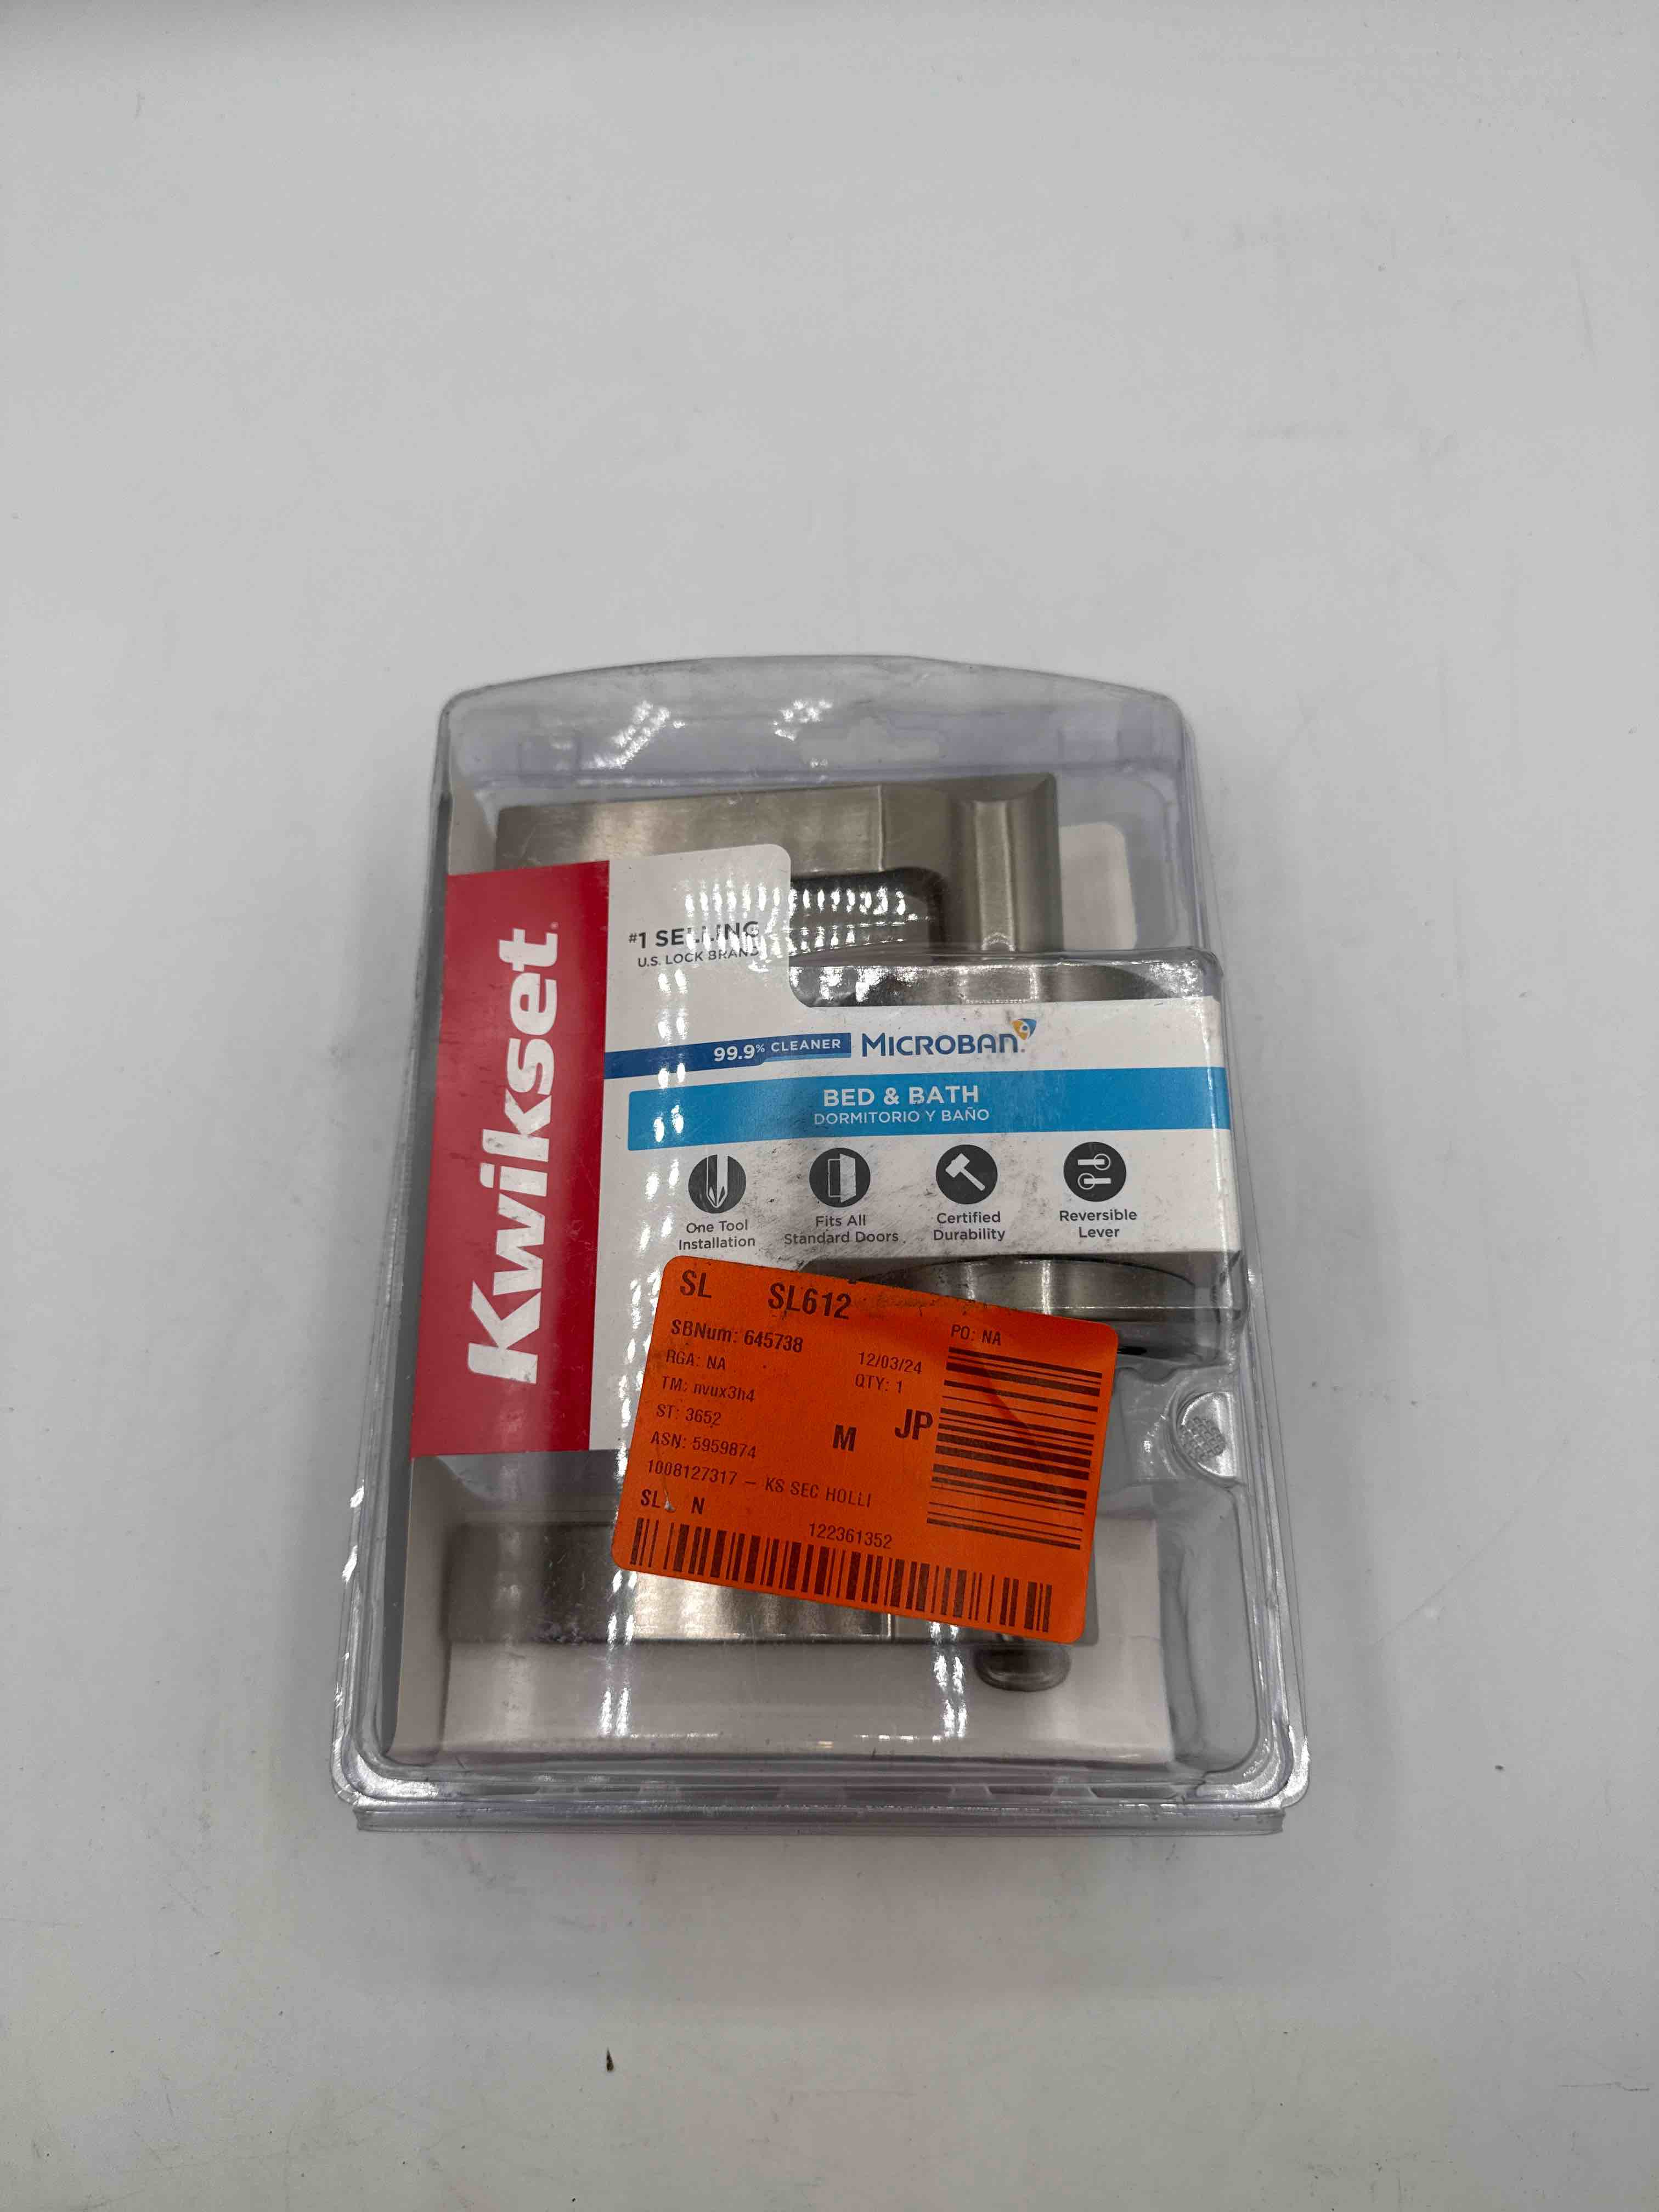 Kwikset
#1 SELLING
U.S. LOCK BRAND
99.9% CLEANER MICROBAN
BED & BATH
DORMITORIO Y BAÑO
One Tool Installation
Fits All Standard Doors
Certified Durability
Reversible Lever
SL SL612
SBNum: 645738 PO: NA
RGA: NA 12/03/24
TM: nvux3h4 QTY: 1
ST: 3652 M JP
ASN: 5959874
1008127317 – KS SEC HOLLI
SL N
122361352